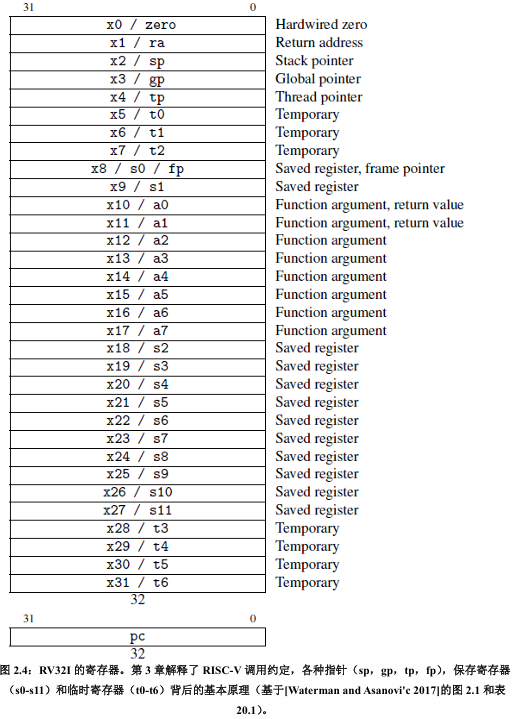 31 0
x0 / zero Hardwired zero
x1 / ra Return address
x2 / sp Stack pointer
x3 / gp Global pointer
x4 / tp Thread pointer
x5 / t0 Temporary
x6 / t1 Temporary
x7 / t2 Temporary
x8 / s0 / fp Saved register, frame pointer
x9 / s1 Saved register
x10 / a0 Function argument, return value
x11 / a1 Function argument, return value
x12 / a2 Function argument
x13 / a3 Function argument
x14 / a4 Function argument
x15 / a5 Function argument
x16 / a6 Function argument
x17 / a7 Function argument
x18 / s2 Saved register
x19 / s3 Saved register
x20 / s4 Saved register
x21 / s5 Saved register
x22 / s6 Saved register
x23 / s7 Saved register
x24 / s8 Saved register
x25 / s9 Saved register
x26 / s10 Saved register
x27 / s11 Saved register
x28 / t3 Temporary
x29 / t4 Temporary
x30 / t5 Temporary
x31 / t6 Temporary
32
31 0
pc
32
图 2.4：RV32I 的寄存器。第 3 章解释了 RISC-V 调用约定，各种指针（sp，gp，tp，fp），保存寄存器
（s0-s11）和临时寄存器（t0-t6）背后的基本原理（基于[Waterman and Asanovi'c 2017]的图 2.1 和表
20.1）。